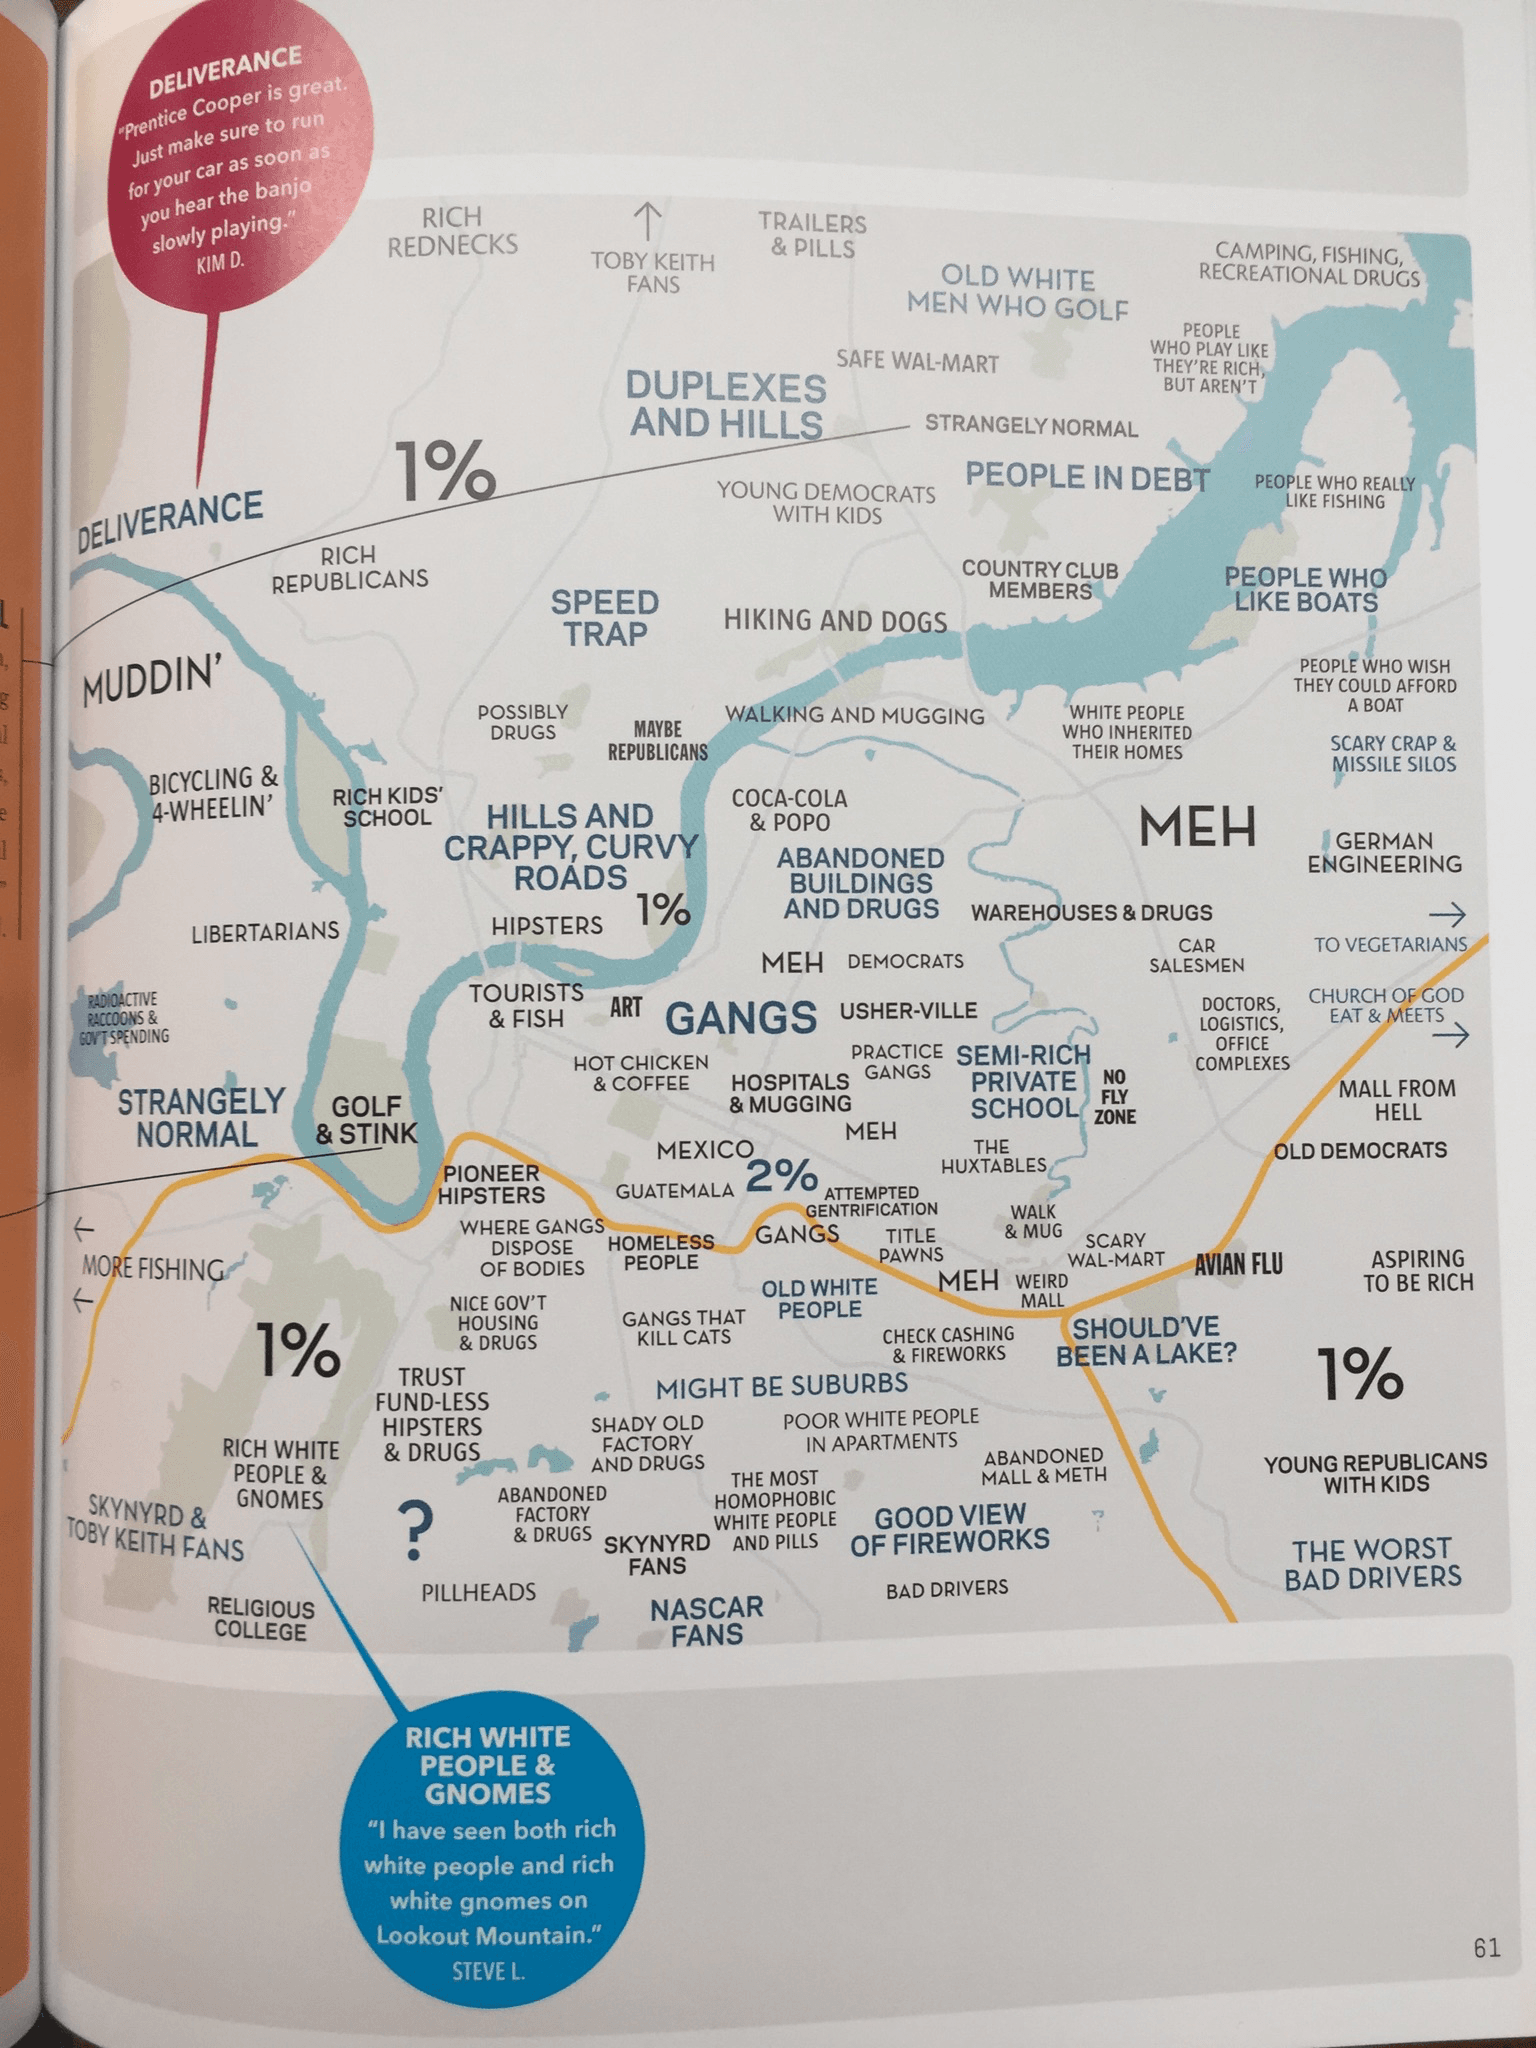 DELIVERANCE
"Prentice Cooper is great.
Just make sure to run
for your car as soon as
you hear the banjo
slowly playing."
KIM D.
RICH
REDNECKS
TOBY KEITH
FANS
TRAILERS
& PILLS
OLD WHITE
MEN WHO GOLF
CAMPING, FISHING,
RECREATIONAL DRUGS
PEOPLE
WHO PLAY LIKE
THEY'RE RICH,
BUT AREN'T
SAFE WAL-MART
DUPLEXES
AND HILLS
STRANGELY NORMAL
1%
PEOPLE IN DEBT
PEOPLE WHO REALLY
LIKE FISHING
YOUNG DEMOCRATS
WITH KIDS
DELIVERANCE
RICH
REPUBLICANS
COUNTRY CLUB
MEMBERS
PEOPLE WHO
LIKE BOATS
SPEED
TRAP
HIKING AND DOGS
MUDDIN'
PEOPLE WHO WISH
THEY COULD AFFORD
A BOAT
POSSIBLY
DRUGS
MAYBE
REPUBLICANS
WALKING AND MUGGING
WHITE PEOPLE
WHO INHERITED
THEIR HOMES
SCARY CRAP &
MISSILE SILOS
BICYCLING &
4-WHEELIN'
RICH KIDS'
SCHOOL
HILLS AND
CRAPPY, CURVY
ROADS
COCA-COLA
& POPO
MEH
GERMAN
ENGINEERING
ABANDONED
BUILDINGS
AND DRUGS
1%
HIPSTERS
WAREHOUSES & DRUGS
LIBERTARIANS
TO VEGETARIANS
CAR
SALESMEN
MEH
DEMOCRATS
RADIOACTIVE
RACCOONS &
GOV'T SPENDING
TOURISTS
& FISH
ART
GANGS
USHER-VILLE
DOCTORS,
LOGISTICS,
OFFICE
COMPLEXES
CHURCH OF GOD
EAT & MEETS
HOT CHICKEN
& COFFEE
PRACTICE
GANGS
SEMI-RICH
PRIVATE
SCHOOL
NO
FLY
ZONE
HOSPITALS
& MUGGING
MALL FROM
HELL
STRANGELY
NORMAL
GOLF
& STINK
MEH
MEXICO
THE
HUXTABLES
OLD DEMOCRATS
PIONEER
HIPSTERS
GUATEMALA
2%
ATTEMPTED
GENTRIFICATION
MORE FISHING
WHERE GANGS
DISPOSE
OF BODIES
HOMELESS
PEOPLE
GANGS
TITLE
PAWNS
WALK
& MUG
SCARY
WAL-MART
AVIAN FLU
ASPIRING
TO BE RICH
MEH
WEIRD
MALL
OLD WHITE
PEOPLE
NICE GOV'T
HOUSING
& DRUGS
GANGS THAT
KILL CATS
CHECK CASHING
& FIREWORKS
SHOULD'VE
BEEN A LAKE?
1%
1%
TRUST
FUND-LESS
HIPSTERS
& DRUGS
MIGHT BE SUBURBS
SHADY OLD
FACTORY
AND DRUGS
POOR WHITE PEOPLE
IN APARTMENTS
RICH WHITE
PEOPLE &
GNOMES
ABANDONED
MALL & METH
YOUNG REPUBLICANS
WITH KIDS
THE MOST
HOMOPHOBIC
WHITE PEOPLE
AND PILLS
ABANDONED
FACTORY
& DRUGS
SKYNYRD &
TOBY KEITH FANS
?
SKYNYRD
FANS
GOOD VIEW
OF FIREWORKS
THE WORST
BAD DRIVERS
PILLHEADS
BAD DRIVERS
RELIGIOUS
COLLEGE
NASCAR
FANS
RICH WHITE
PEOPLE &
GNOMES
"I have seen both rich
white people and rich
white gnomes on
Lookout Mountain."
STEVE L.
61